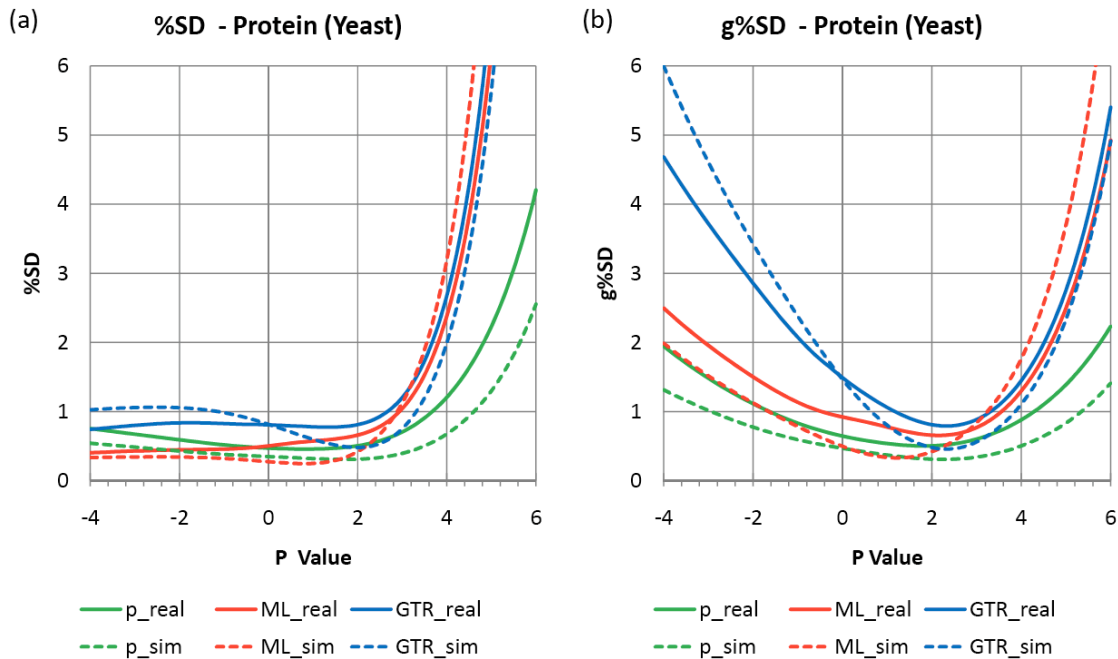 (a)
%SD - Protein (Yeast)
6
5
4
3
2
1
0
%SD
-4 -2 0 2 4 6
P Value
p_real ML_real GTR_real
p_sim ML_sim GTR_sim
(b)
g%SD - Protein (Yeast)
6
5
4
3
2
1
0
g%SD
-4 -2 0 2 4 6
P Value
p_real ML_real GTR_real
p_sim ML_sim GTR_sim